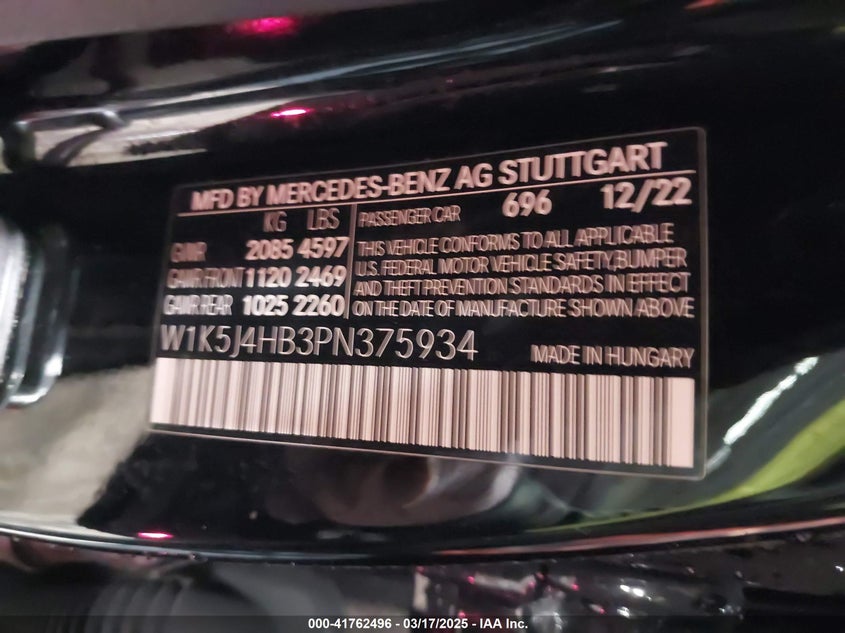 MFD BY MERCEDES-BENZ AG STUTTGART
KG LBS
GVWR 2085 4597
GAWR FRONT 1120 2469
GAWR REAR 1025 2260
PASSENGER CAR 696 12/22
THIS VEHICLE CONFORMS TO ALL APPLICABLE
U.S. FEDERAL MOTOR VEHICLE SAFETY,BUMPER
AND THEFT PREVENTION STANDARDS IN EFFECT
ON THE DATE OF MANUFACTURE SHOWN ABOVE
W1K5J4HB3PN375934
MADE IN HUNGARY
000-41762496 - 03/17/2025 - IAA Inc.